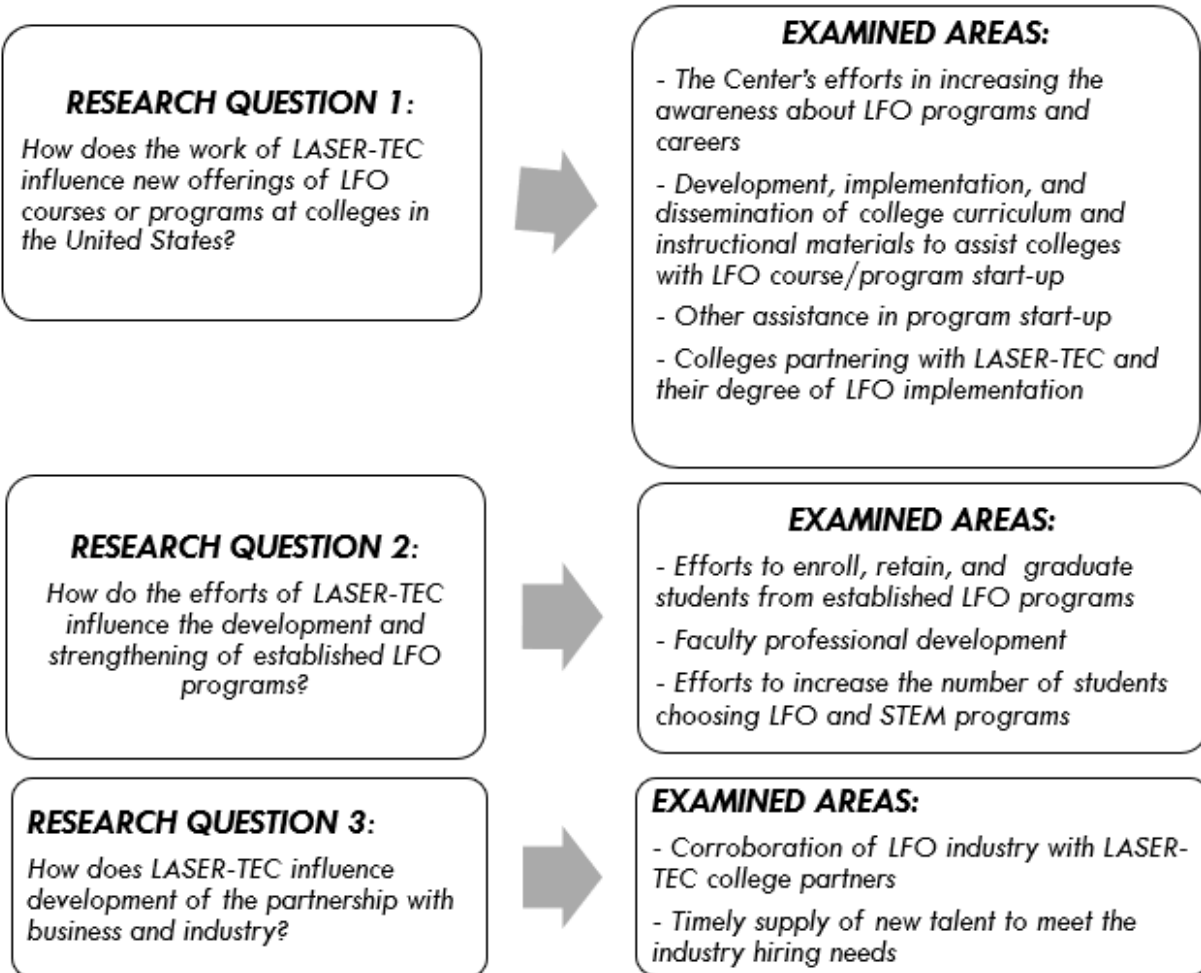 RESEARCH QUESTION 1:
How does the work of LASER-TEC
influence new offerings of LFO
courses or programs at colleges in
the United States?
EXAMINED AREAS:
- The Center's efforts in increasing the
awareness about LFO programs and
careers
- Development, implementation, and
dissemination of college curriculum and
instructional materials to assist colleges
with LFO course/program start-up
- Other assistance in program start-up
- Colleges partnering with LASER-TEC and
their degree of LFO implementation
RESEARCH QUESTION 2:
How do the efforts of LASER-TEC
influence the development and
strengthening of established LFO
programs?
EXAMINED AREAS:
- Efforts to enroll, retain, and graduate
students from established LFO programs
- Faculty professional development
- Efforts to increase the number of students
choosing LFO and STEM programs
RESEARCH QUESTION 3:
How does LASER-TEC influence
development of the partnership with
business and industry?
EXAMINED AREAS:
- Corroboration of LFO industry with LASER-
TEC college partners
- Timely supply of new talent to meet the
industry hiring needs